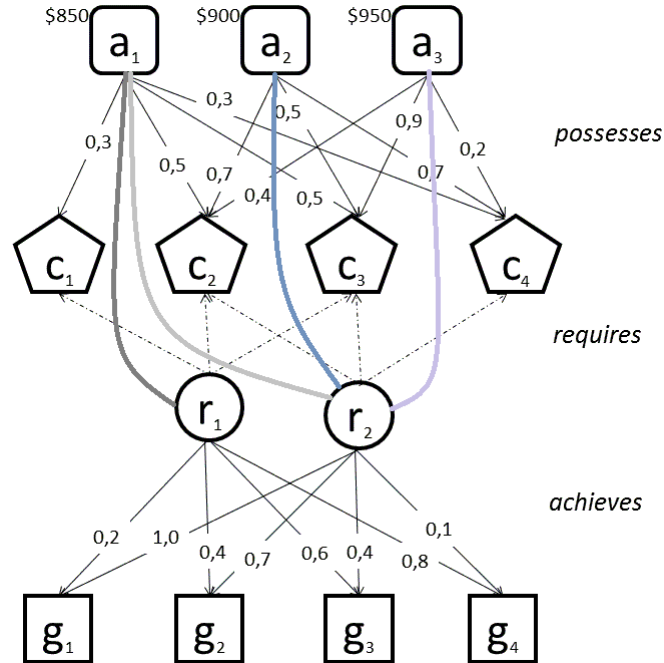 $850 $900 $950
a1 a2 a3
0,3 0,5 0,9
possesses
0,3 0,5 0,7 0,2
0,4 0,5 0,7
c1 c2 c3 c4
requires
r1 r2
achieves
0,2 1,0 0,4 0,7 0,6 0,4 0,8 0,1
g1 g2 g3 g4